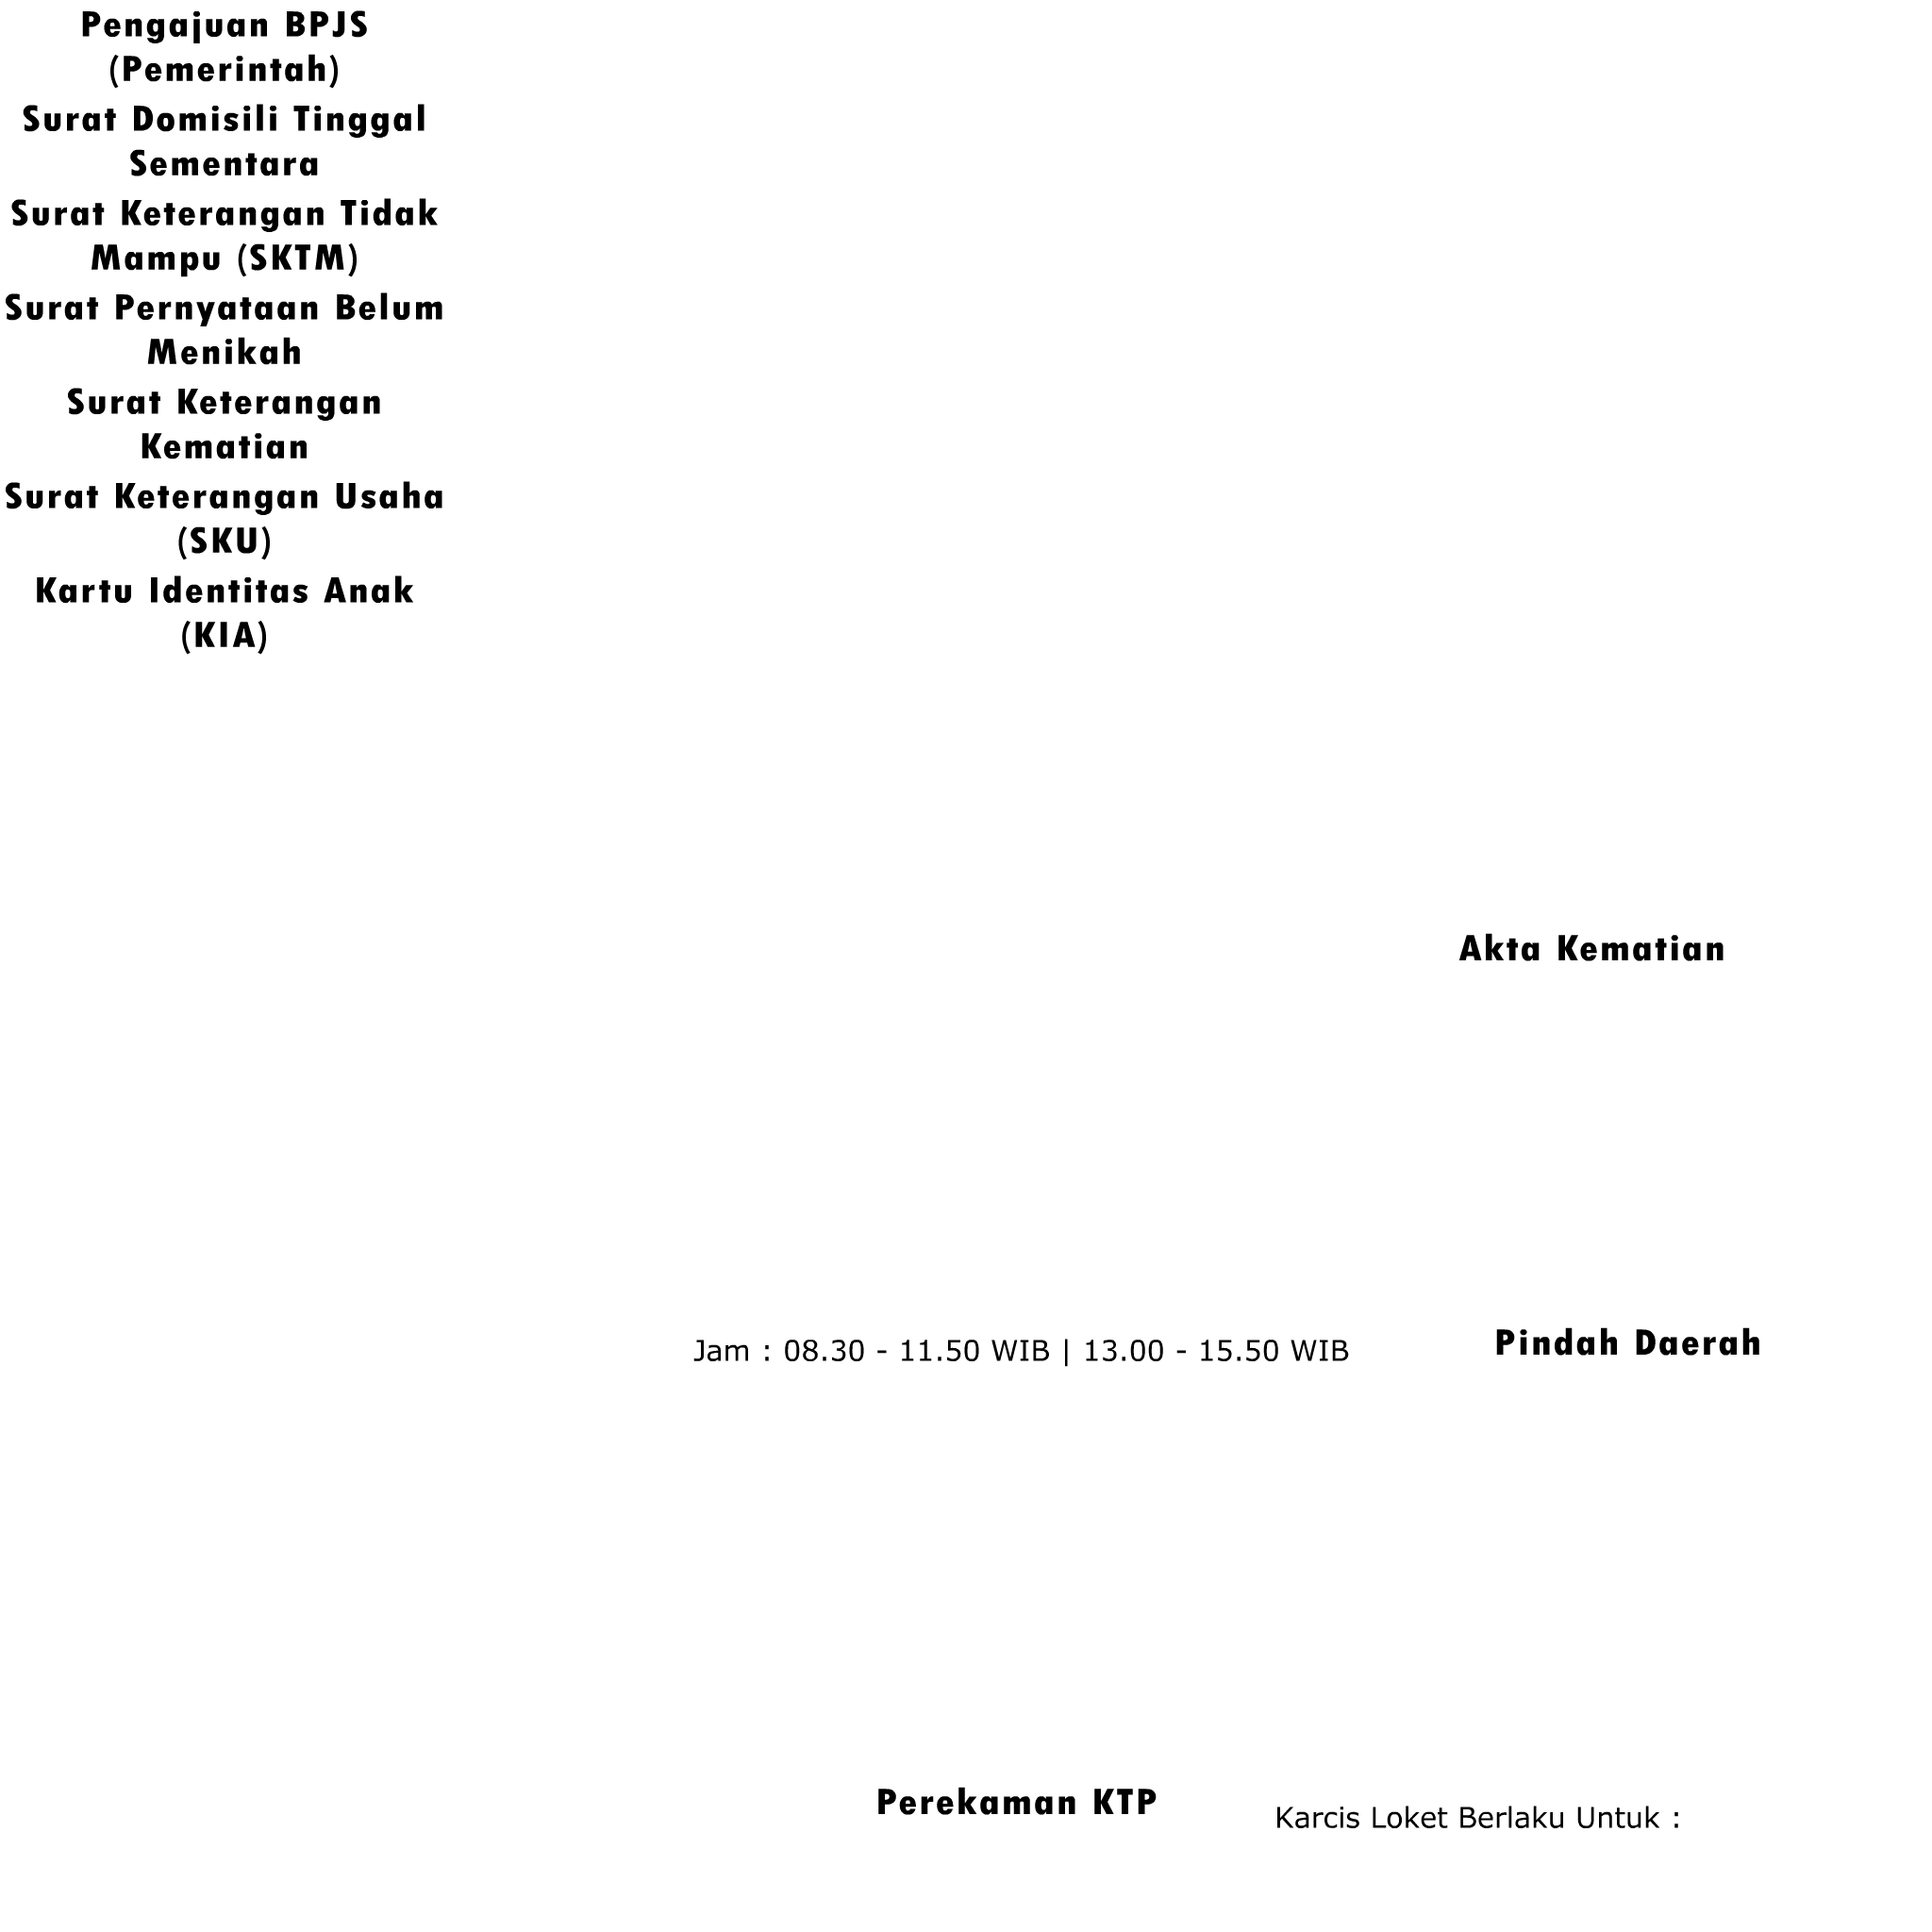 Pengajuan BPJS
(Pemerintah)
Surat Domisili Tinggal
Sementara
Surat Keterangan Tidak
Mampu (SKTM)
Surat Pernyataan Belum
Menikah
Surat Keterangan
Kematian
Surat Keterangan Usaha
(SKU)
Kartu Identitas Anak
(KIA)
Akta Kematian
Jam : 08.30 - 11.50 WIB | 13.00 - 15.50 WIB
Pindah Daerah
Perekaman KTP
Karcis Loket Berlaku Untuk :